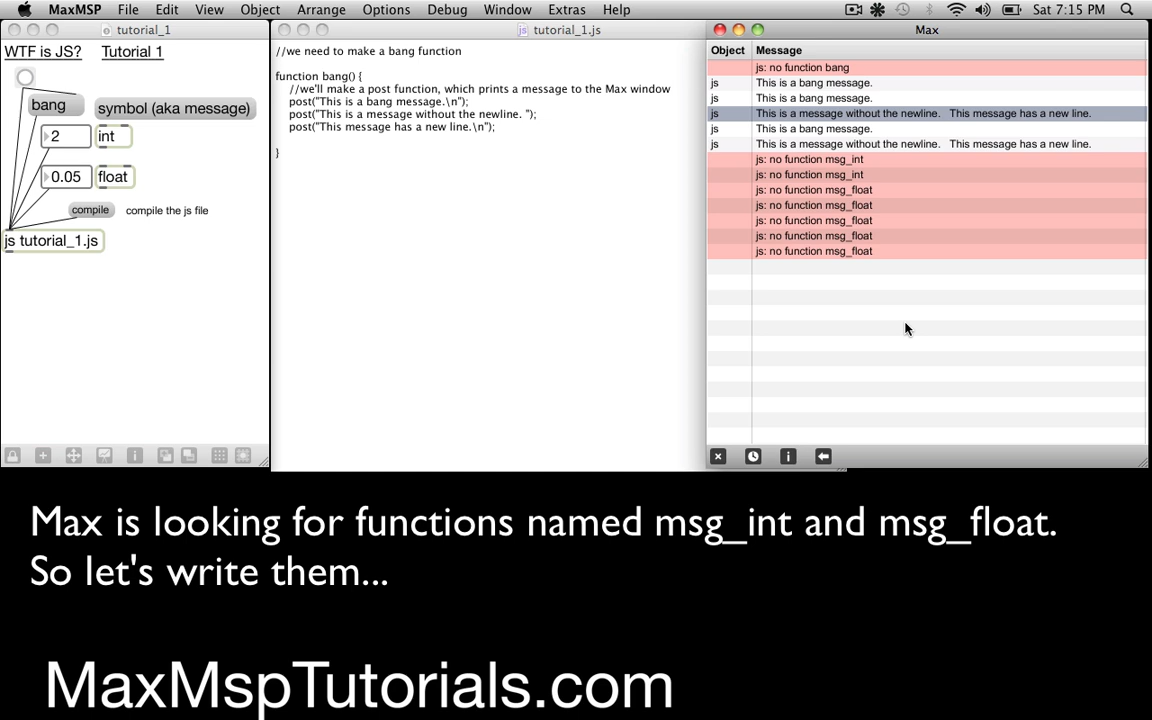 MaxMSP File Edit View Object Arrange Options Debug Window Extras Help Sat 7:15 PM
tutorial_1
WTF is JS? Tutorial 1
bang
symbol (aka message)
2 int
0.05 float
compile compile the js file
js tutorial_1.js
tutorial_1.js
//we need to make a bang function
function bang() {
//we'll make a post function, which prints a message to the Max window
post("This is a bang message.\n");
post("This is a message without the newline. ");
post("This message has a new line.\n");
}
Max
Object Message
js: no function bang
js This is a bang message.
js This is a bang message.
js This is a message without the newline. This message has a new line.
js This is a bang message.
js This is a message without the newline. This message has a new line.
js: no function msg_int
js: no function msg_int
js: no function msg_float
js: no function msg_float
js: no function msg_float
js: no function msg_float
js: no function msg_float
Max is looking for functions named msg_int and msg_float.
So let's write them...
MaxMspTutorials.com